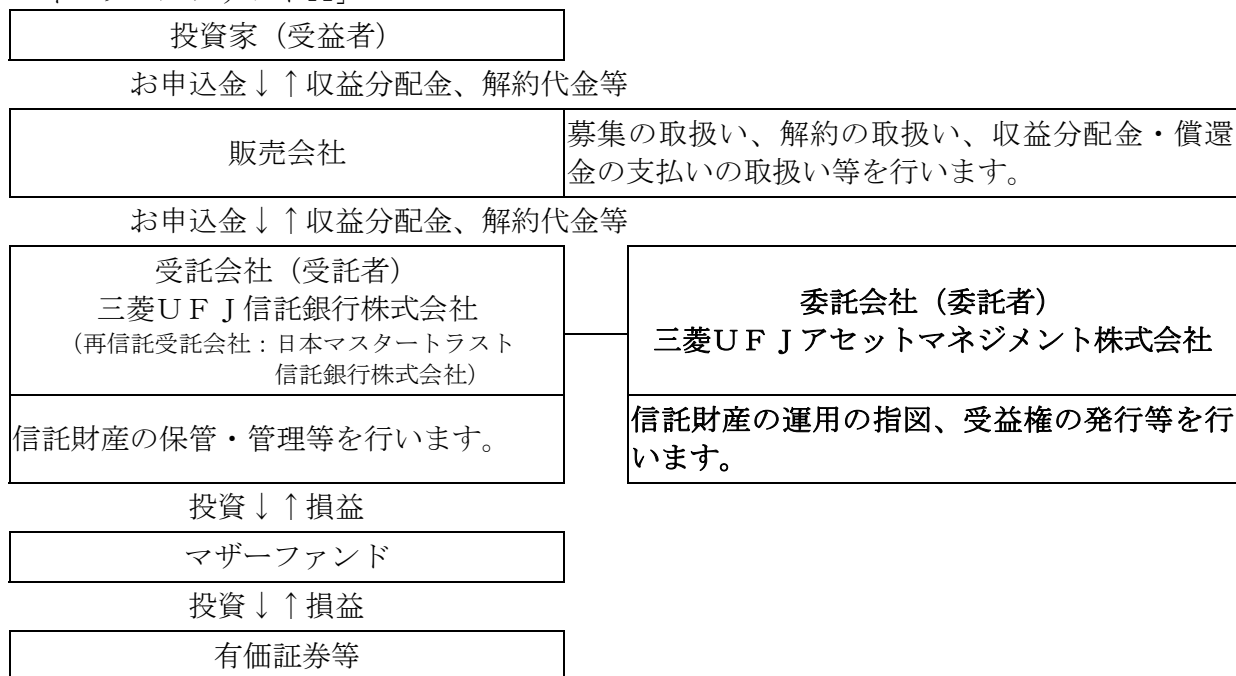 投資家（受益者）
お申込金↓↑収益分配金、解約代金等
販売会社
募集の取扱い、解約の取扱い、収益分配金・償還
金の支払いの取扱い等を行います。
お申込金↓↑収益分配金、解約代金等
受託会社（受託者）
三菱ＵＦＪ信託銀行株式会社
（再信託受託会社：日本マスタートラスト
信託銀行株式会社）
委託会社（委託者）
三菱ＵＦＪアセットマネジメント株式会社
信託財産の保管・管理等を行います。
信託財産の運用の指図、受益権の発行等を行
います。
投資↓↑損益
マザーファンド
投資↓↑損益
有価証券等